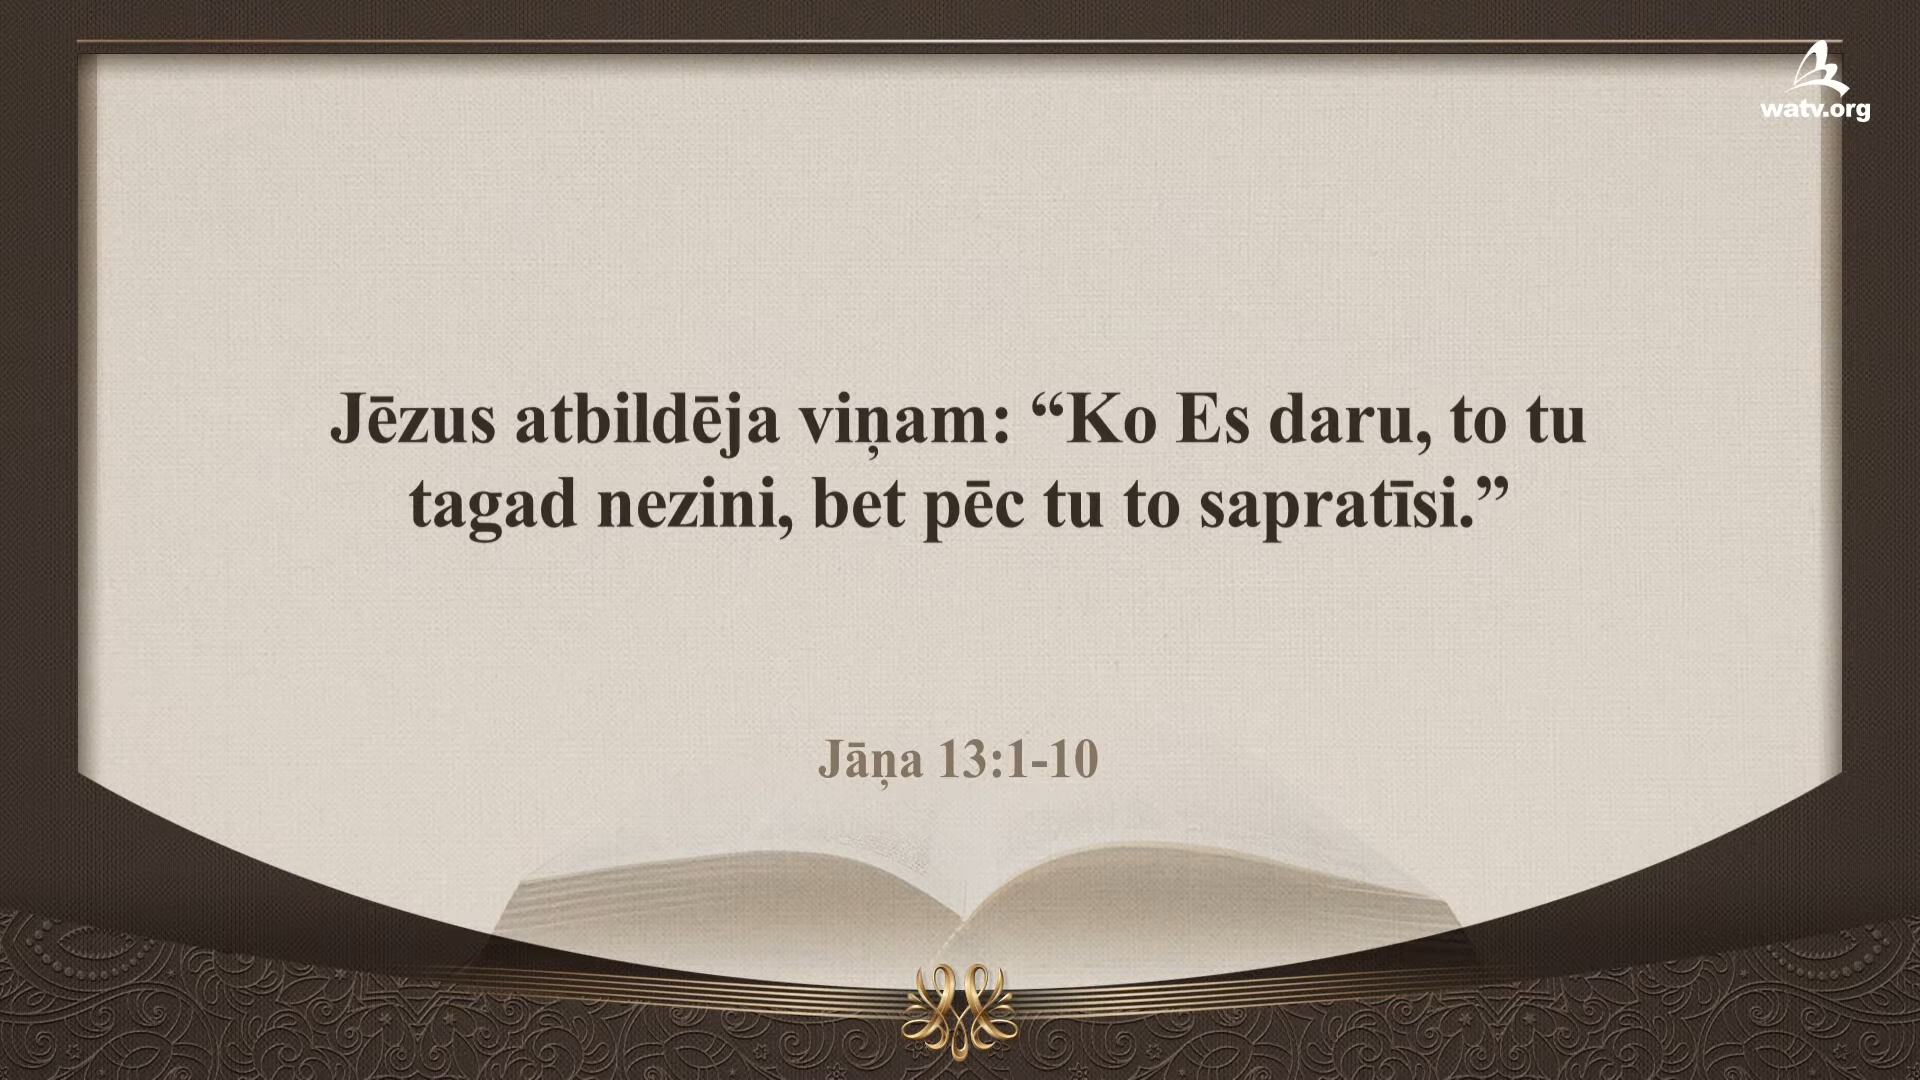 watv.org
Jēzus atbildēja viņam: “Ko Es daru, to tu
tagad nezini, bet pēc tu to sapratīsi.”
Jāņa 13:1-10